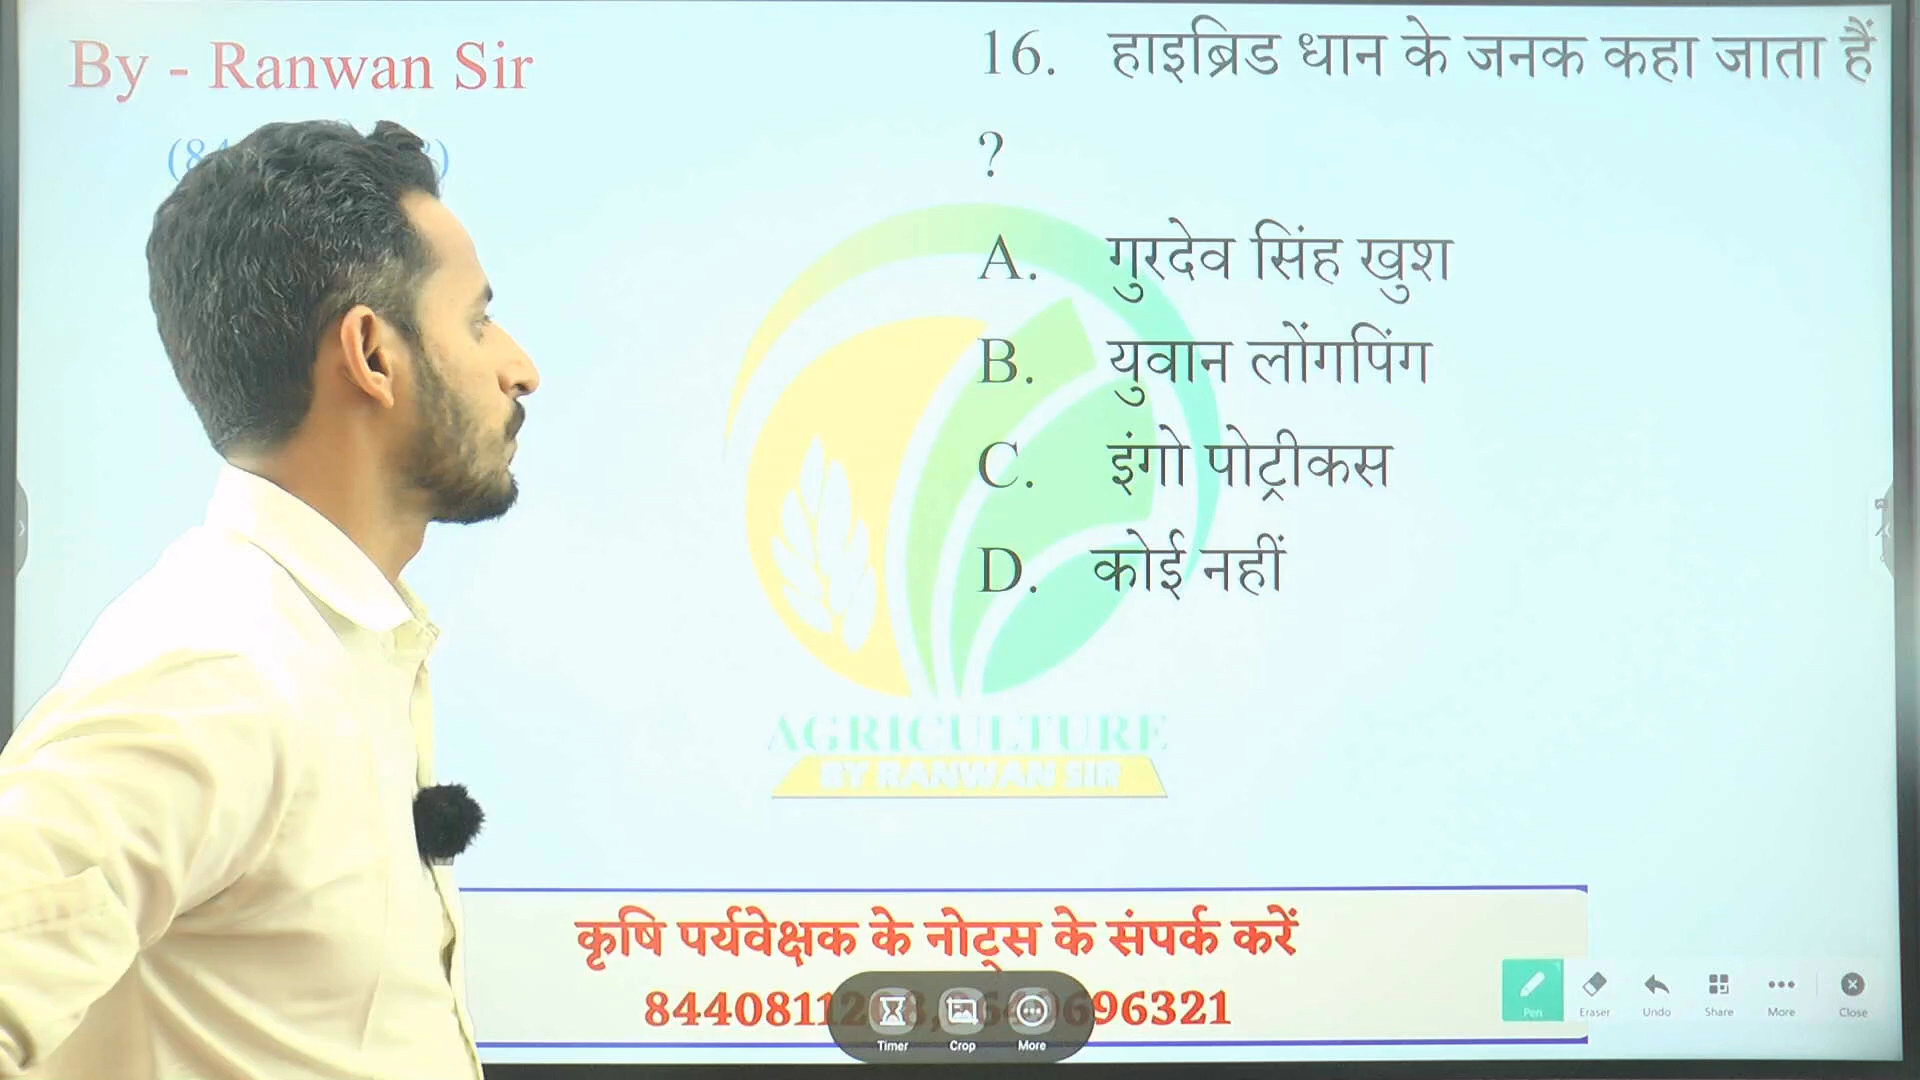 By - Ranwan Sir
16. हाइब्रिड धान के जनक कहा जाता हैं
?
A. गुरदेव सिंह खुश
B. युवान लोंगपिंग
C. इंगो पोट्रीकस
D. कोई नहीं
AGRICULTURE
BY RANWAN SIR
कृषि पर्यवेक्षक के नोट्स के संपर्क करें
Timer Crop More
Pen Eraser Undo Share More Close